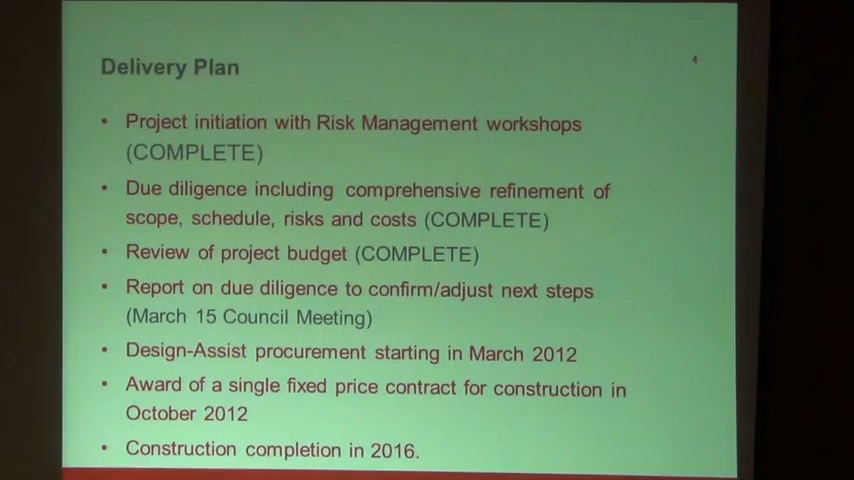 4
Delivery Plan
• Project initiation with Risk Management workshops
(COMPLETE)
• Due diligence including comprehensive refinement of
scope, schedule, risks and costs (COMPLETE)
• Review of project budget (COMPLETE)
• Report on due diligence to confirm/adjust next steps
(March 15 Council Meeting)
• Design-Assist procurement starting in March 2012
• Award of a single fixed price contract for construction in
October 2012
• Construction completion in 2016.